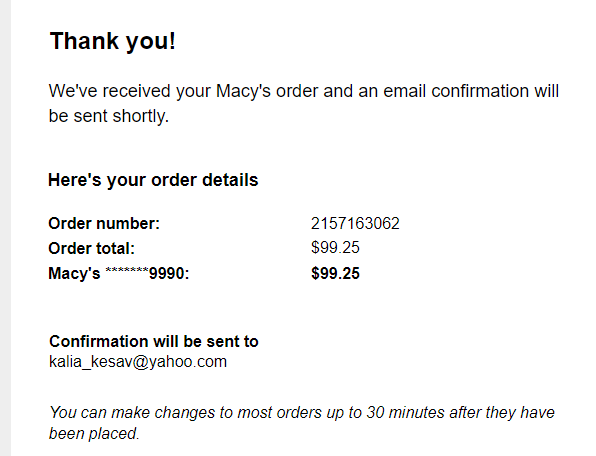 Thank you!
We've received your Macy's order and an email confirmation will
be sent shortly.
Here's your order details
Order number: 2157163062
Order total: $99.25
Macy's *******9990: $99.25
Confirmation will be sent to
kalia_kesav@yahoo.com
You can make changes to most orders up to 30 minutes after they have
been placed.